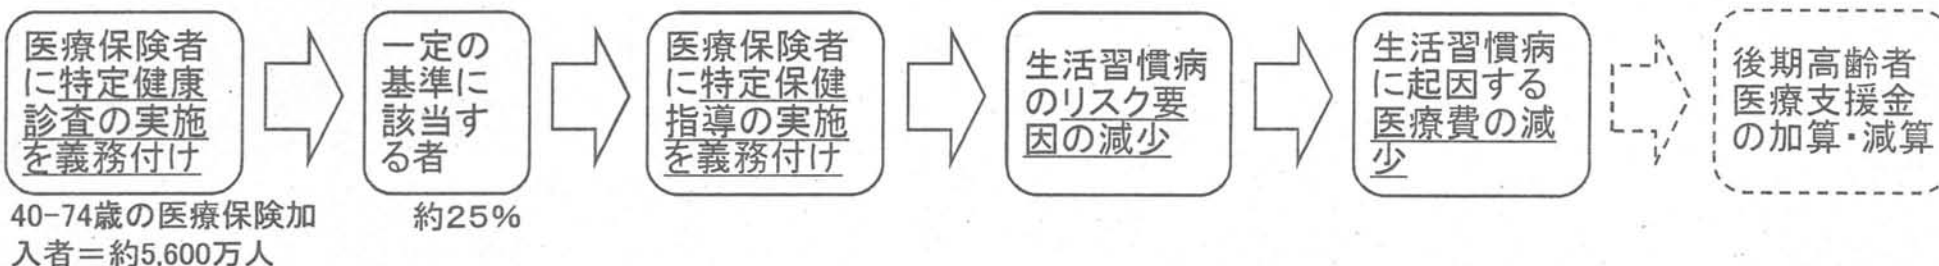 医療保険者
に特定健康
診査の実施
を義務付け
40-74歳の医療保険加
入者＝約5,600万人
一定の
基準に
該当す
る者
約25%
医療保険者
に特定保健
指導の実施
を義務付け
生活習慣病
のリスク要
因の減少
生活習慣病
に起因する
医療費の減
少
後期高齢者
医療支援金
の加算・減算